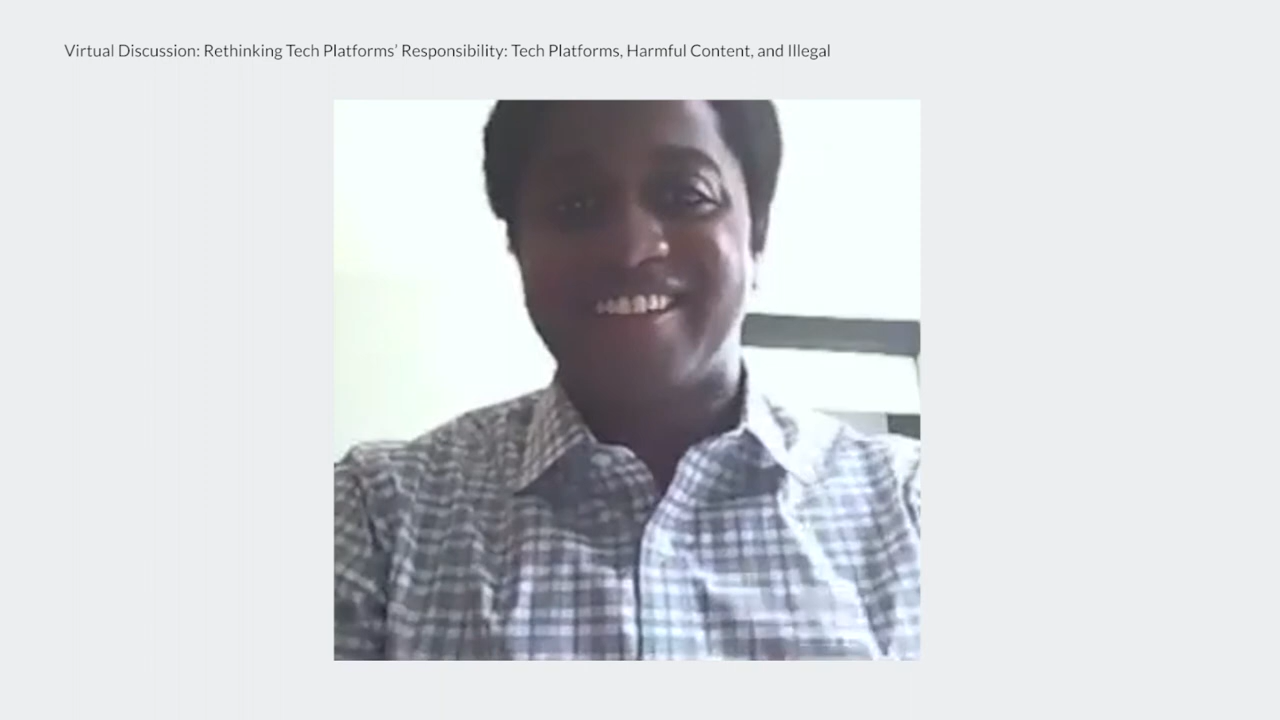 Virtual Discussion: Rethinking Tech Platforms’ Responsibility: Tech Platforms, Harmful Content, and Illegal